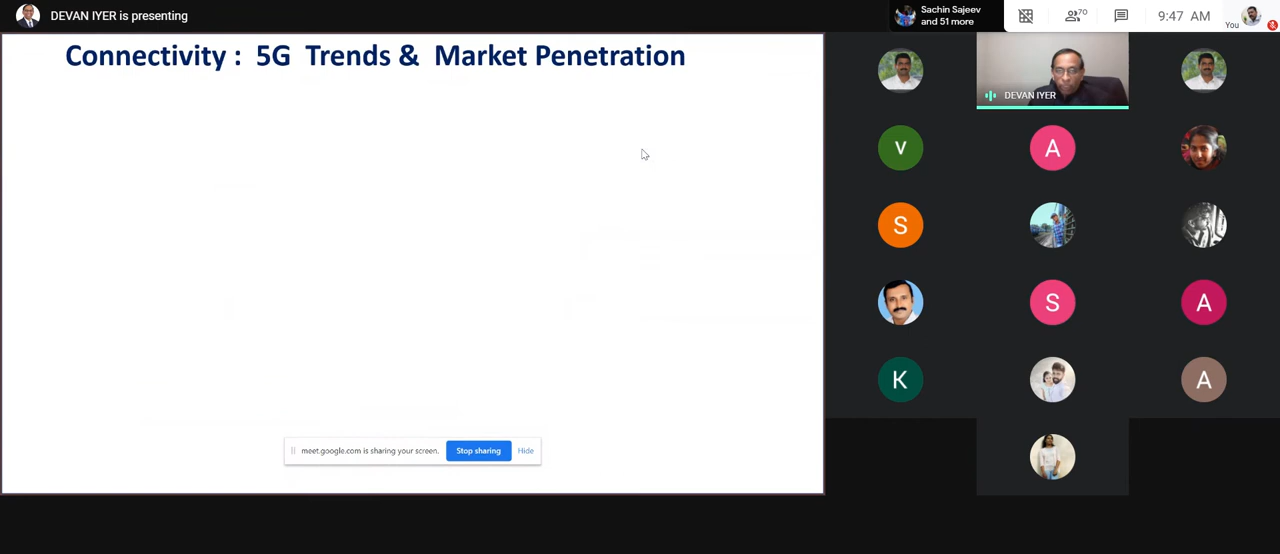 DEVAN IYER is presenting
Sachin Sajeev
and 51 more
70
9:47 AM
You
Connectivity : 5G Trends & Market Penetration
DEVAN IYER
V
A
S
S
A
K
A
meet.google.com is sharing your screen.
Stop sharing
Hide